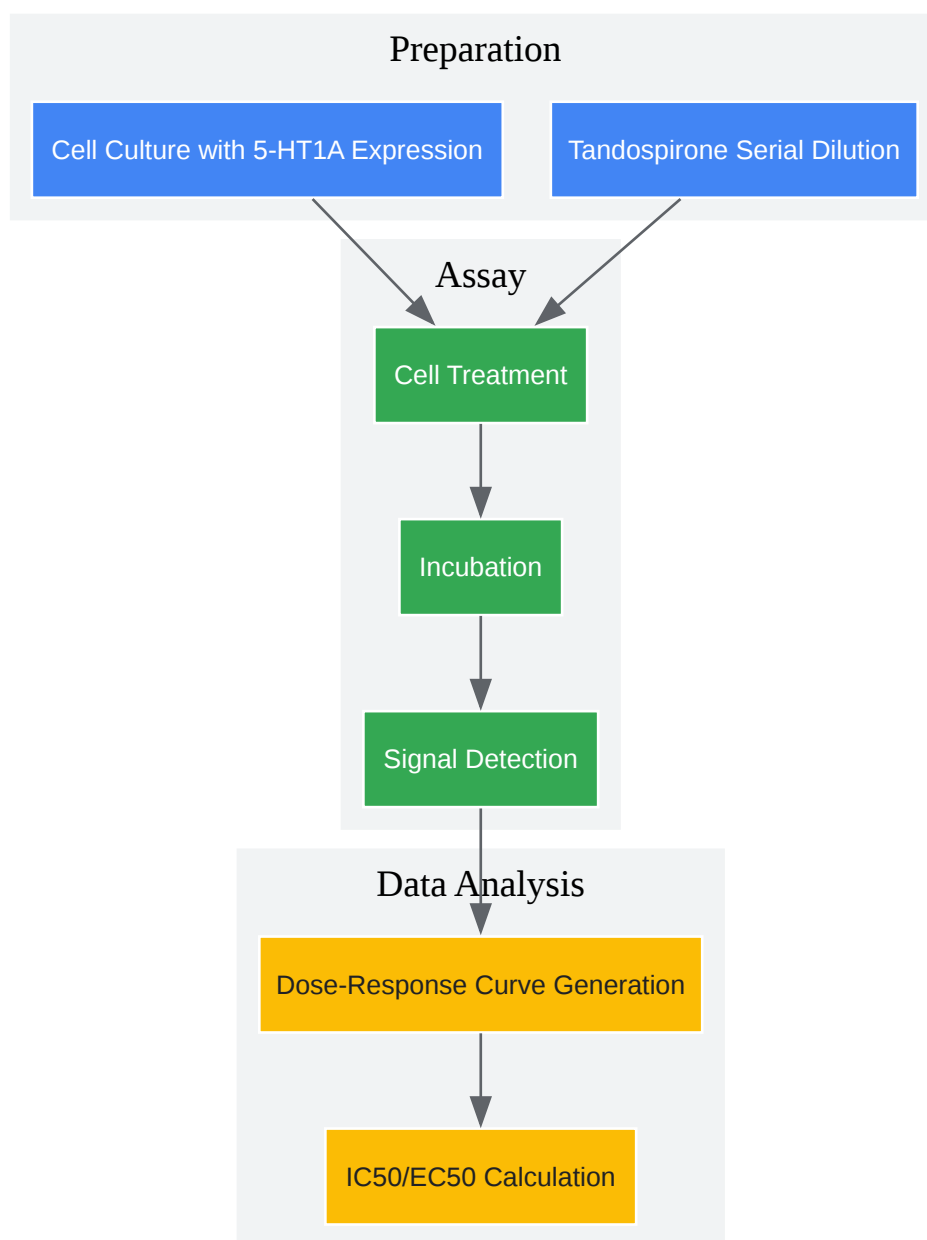 Preparation
Cell Culture with 5-HT1A Expression
Tandospirone Serial Dilution
Assay
Cell Treatment
Incubation
Signal Detection
Data Analysis
Dose-Response Curve Generation
IC50/EC50 Calculation